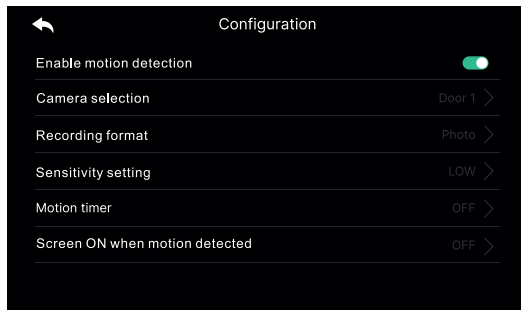 Configuration
Enable motion detection
Camera selection Door 1
Recording format Photo
Sensitivity setting LOW
Motion timer OFF
Screen ON when motion detected OFF